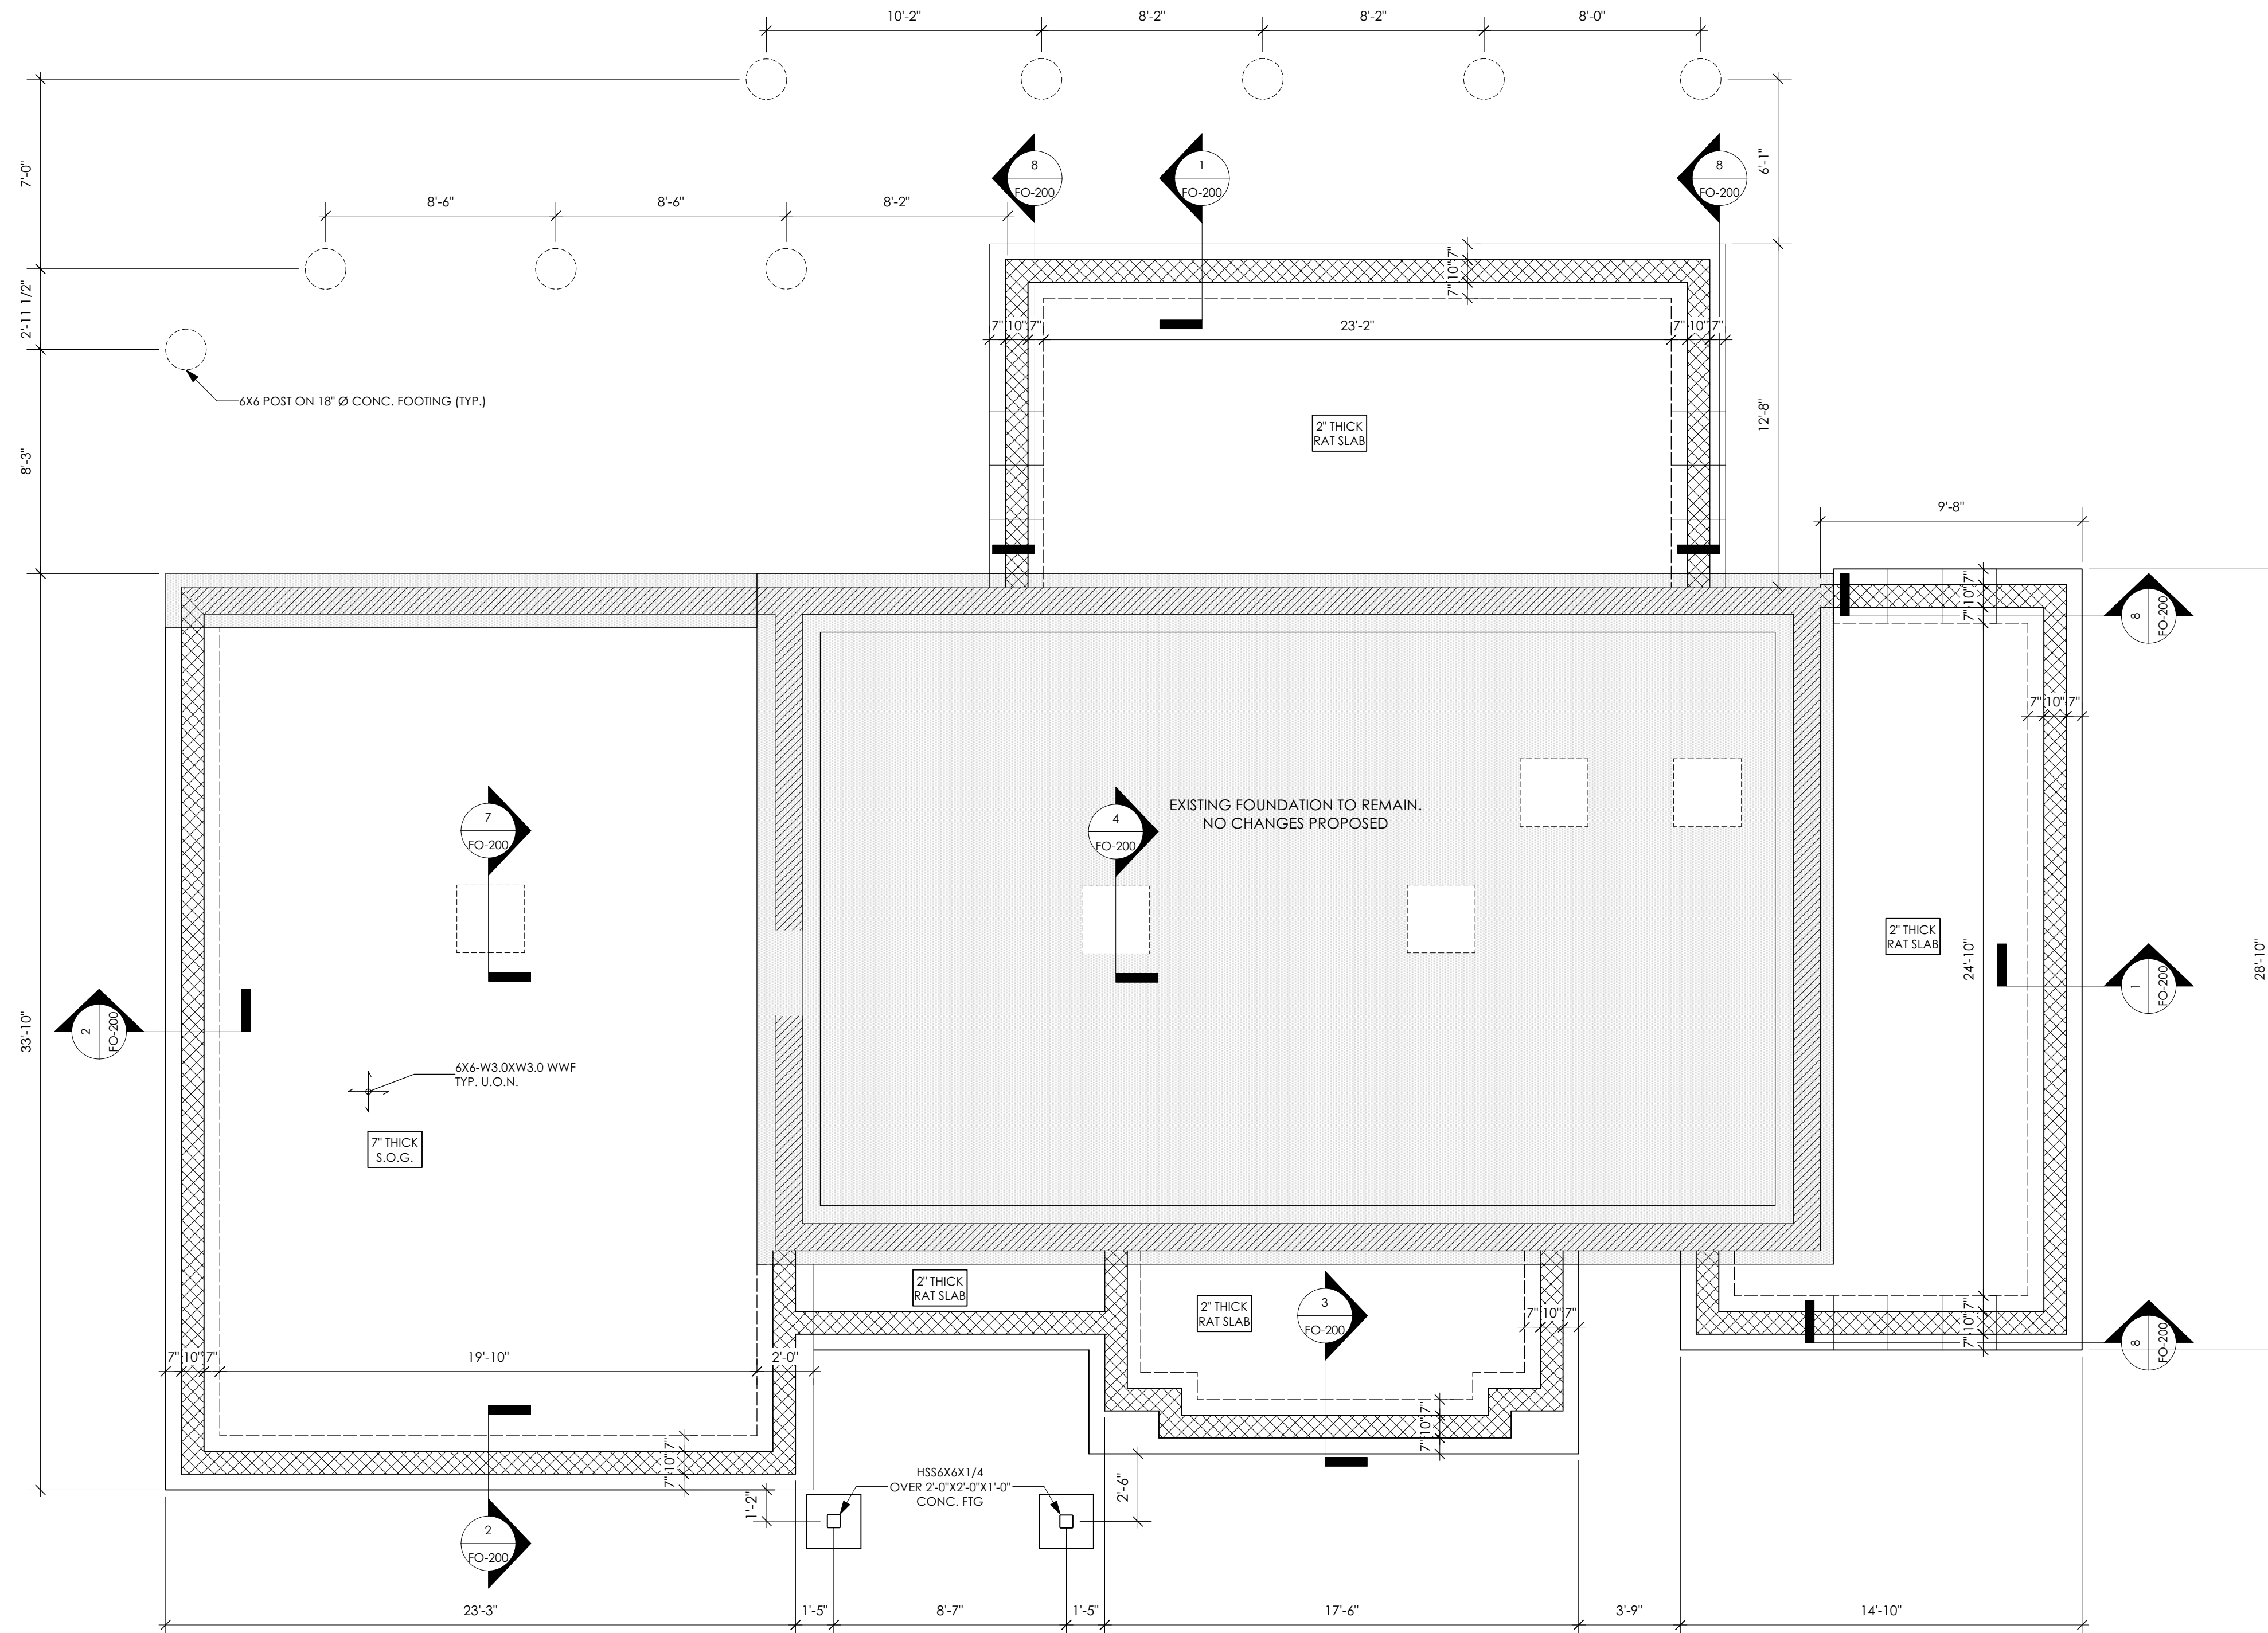 10'-2"
8'-2"
8'-2"
8'-0"
7'-0"
6'-1"
8
FO-200
1
FO-200
8
FO-200
8'-6"
8'-6"
8'-2"
7"
10"
7"
2'-11 1/2"
7" 10" 7"
23'-2"
7" 10" 7"
6X6 POST ON 18" Ø CONC. FOOTING (TYP.)
12'-8"
2" THICK
RAT SLAB
8'-3"
9'-8"
7"
10"
7"
8
FO-200
7" 10" 7"
EXISTING FOUNDATION TO REMAIN.
NO CHANGES PROPOSED
7
FO-200
4
FO-200
2" THICK
RAT SLAB
24'-10"
28'-10"
1
FO-200
33'-10"
2
FO-200
6X6-W3.0XW3.0 WWF
TYP. U.O.N.
7" THICK
S.O.G.
2" THICK
RAT SLAB
2" THICK
RAT SLAB
3
FO-200
7" 10" 7"
7"
10"
7"
8
FO-200
7" 10" 7"
19'-10"
2'-0"
7"
10"
7"
7"
10"
7"
HSS6X6X1/4
OVER 2'-0"X2'-0"X1'-0"
CONC. FTG
1'-2"
2'-6"
2
FO-200
23'-3"
1'-5"
8'-7"
1'-5"
17'-6"
3'-9"
14'-10"